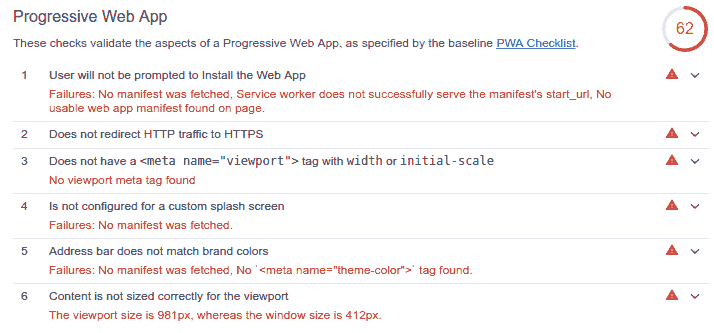 Progressive Web App
62
These checks validate the aspects of a Progressive Web App, as specified by the baseline PWA Checklist.
1 User will not be prompted to Install the Web App
Failures: No manifest was fetched, Service worker does not successfully serve the manifest's start_url, No
usable web app manifest found on page.
2 Does not redirect HTTP traffic to HTTPS
3 Does not have a <meta name="viewport"> tag with width or initial-scale
No viewport meta tag found
4 Is not configured for a custom splash screen
Failures: No manifest was fetched.
5 Address bar does not match brand colors
Failures: No manifest was fetched, No `<meta name="theme-color">` tag found.
6 Content is not sized correctly for the viewport
The viewport size is 981px, whereas the window size is 412px.